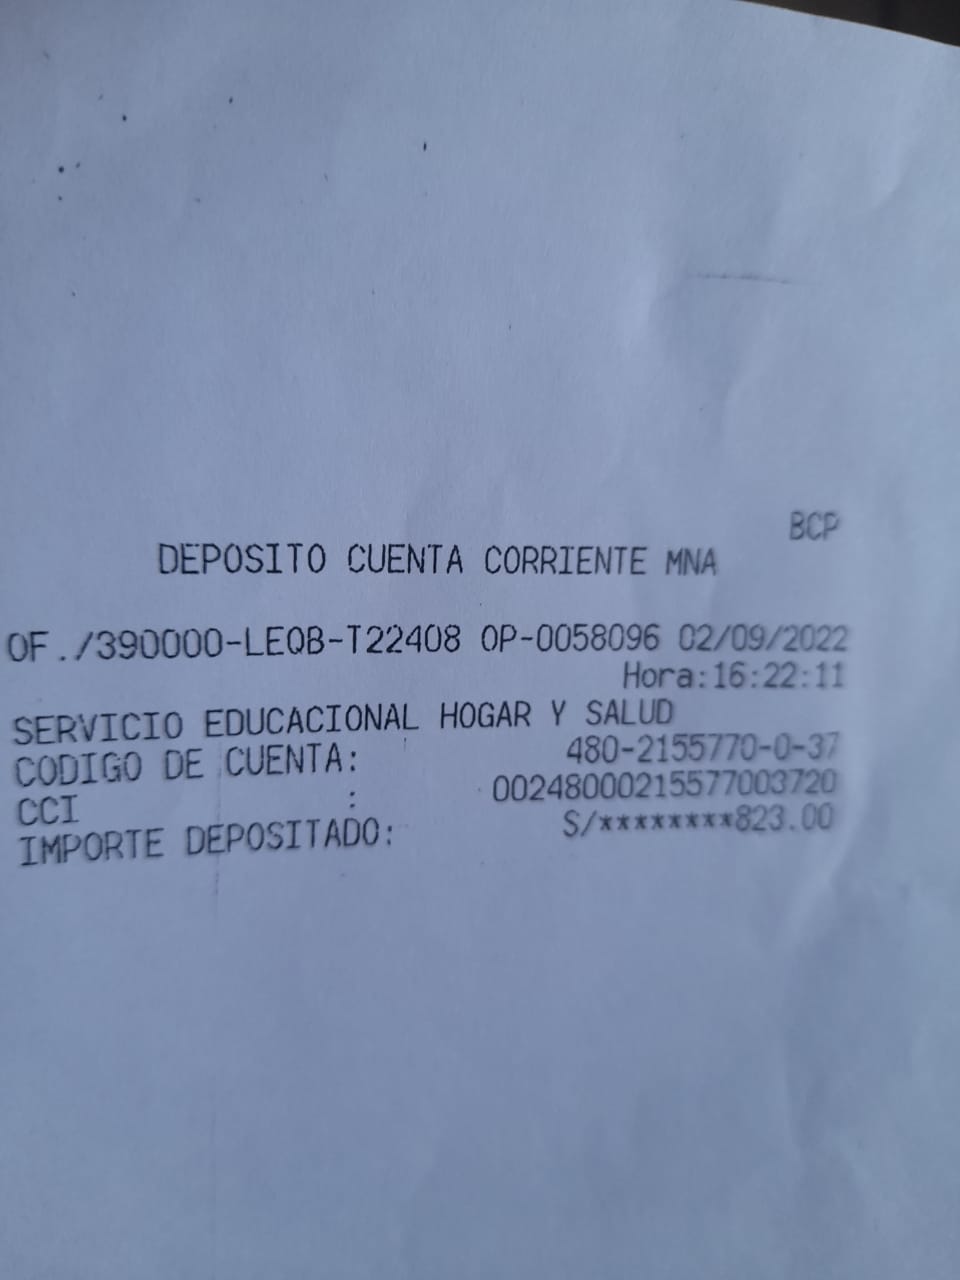 BCP
DEPOSITO CUENTA CORRIENTE MNA
OF./390000-LEQB-T22408 OP-0058096 02/09/2022
Hora:16:22:11
SERVICIO EDUCACIONAL HOGAR Y SALUD
CODIGO DE CUENTA: 480-2155770-0-37
CCI : 00248000215577003720
IMPORTE DEPOSITADO: S/********823.00